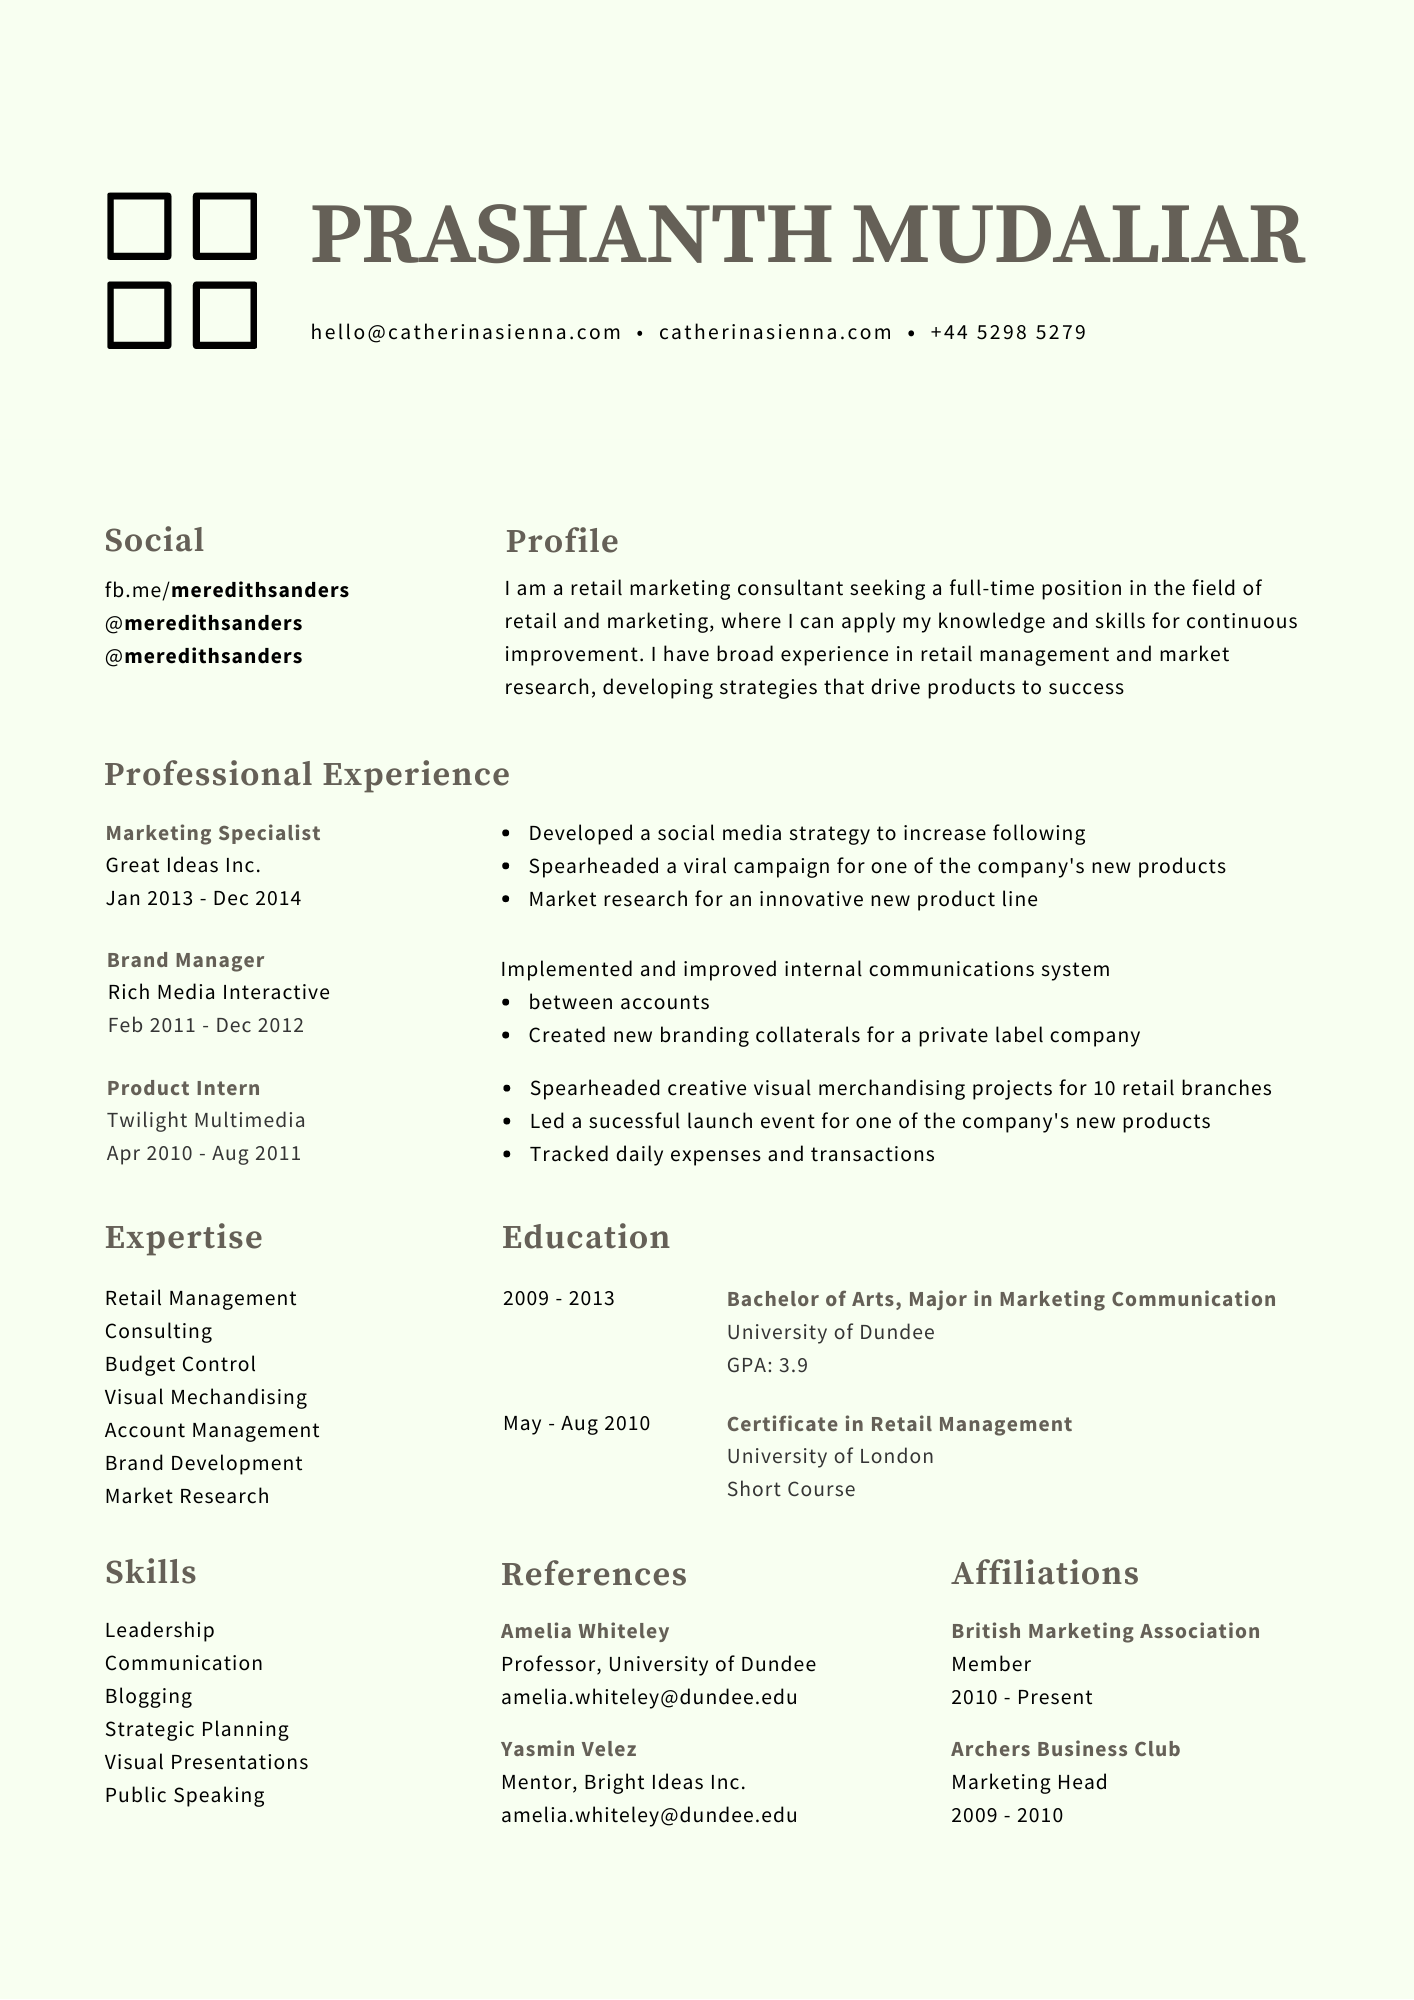 PRASHANTH MUDALIAR
hello@catherinasienna.com • catherinasienna.com • +44 5298 5279
Social
fb.me/meredithsanders
@meredithsanders
@meredithsanders
Profile
I am a retail marketing consultant seeking a full-time position in the field of
retail and marketing, where I can apply my knowledge and skills for continuous
improvement. I have broad experience in retail management and market
research, developing strategies that drive products to success
Professional Experience
Marketing Specialist
Great Ideas Inc.
Jan 2013 - Dec 2014
• Developed a social media strategy to increase following
• Spearheaded a viral campaign for one of the company's new products
• Market research for an innovative new product line
Brand Manager
Rich Media Interactive
Feb 2011 - Dec 2012
Implemented and improved internal communications system
• between accounts
• Created new branding collaterals for a private label company
Product Intern
Twilight Multimedia
Apr 2010 - Aug 2011
• Spearheaded creative visual merchandising projects for 10 retail branches
• Led a sucessful launch event for one of the company's new products
• Tracked daily expenses and transactions
Expertise
Retail Management
Consulting
Budget Control
Visual Mechandising
Account Management
Brand Development
Market Research
Education
2009 - 2013
Bachelor of Arts, Major in Marketing Communication
University of Dundee
GPA: 3.9
May - Aug 2010
Certificate in Retail Management
University of London
Short Course
Skills
Leadership
Communication
Blogging
Strategic Planning
Visual Presentations
Public Speaking
References
Amelia Whiteley
Professor, University of Dundee
amelia.whiteley@dundee.edu
Yasmin Velez
Mentor, Bright Ideas Inc.
amelia.whiteley@dundee.edu
Affiliations
British Marketing Association
Member
2010 - Present
Archers Business Club
Marketing Head
2009 - 2010